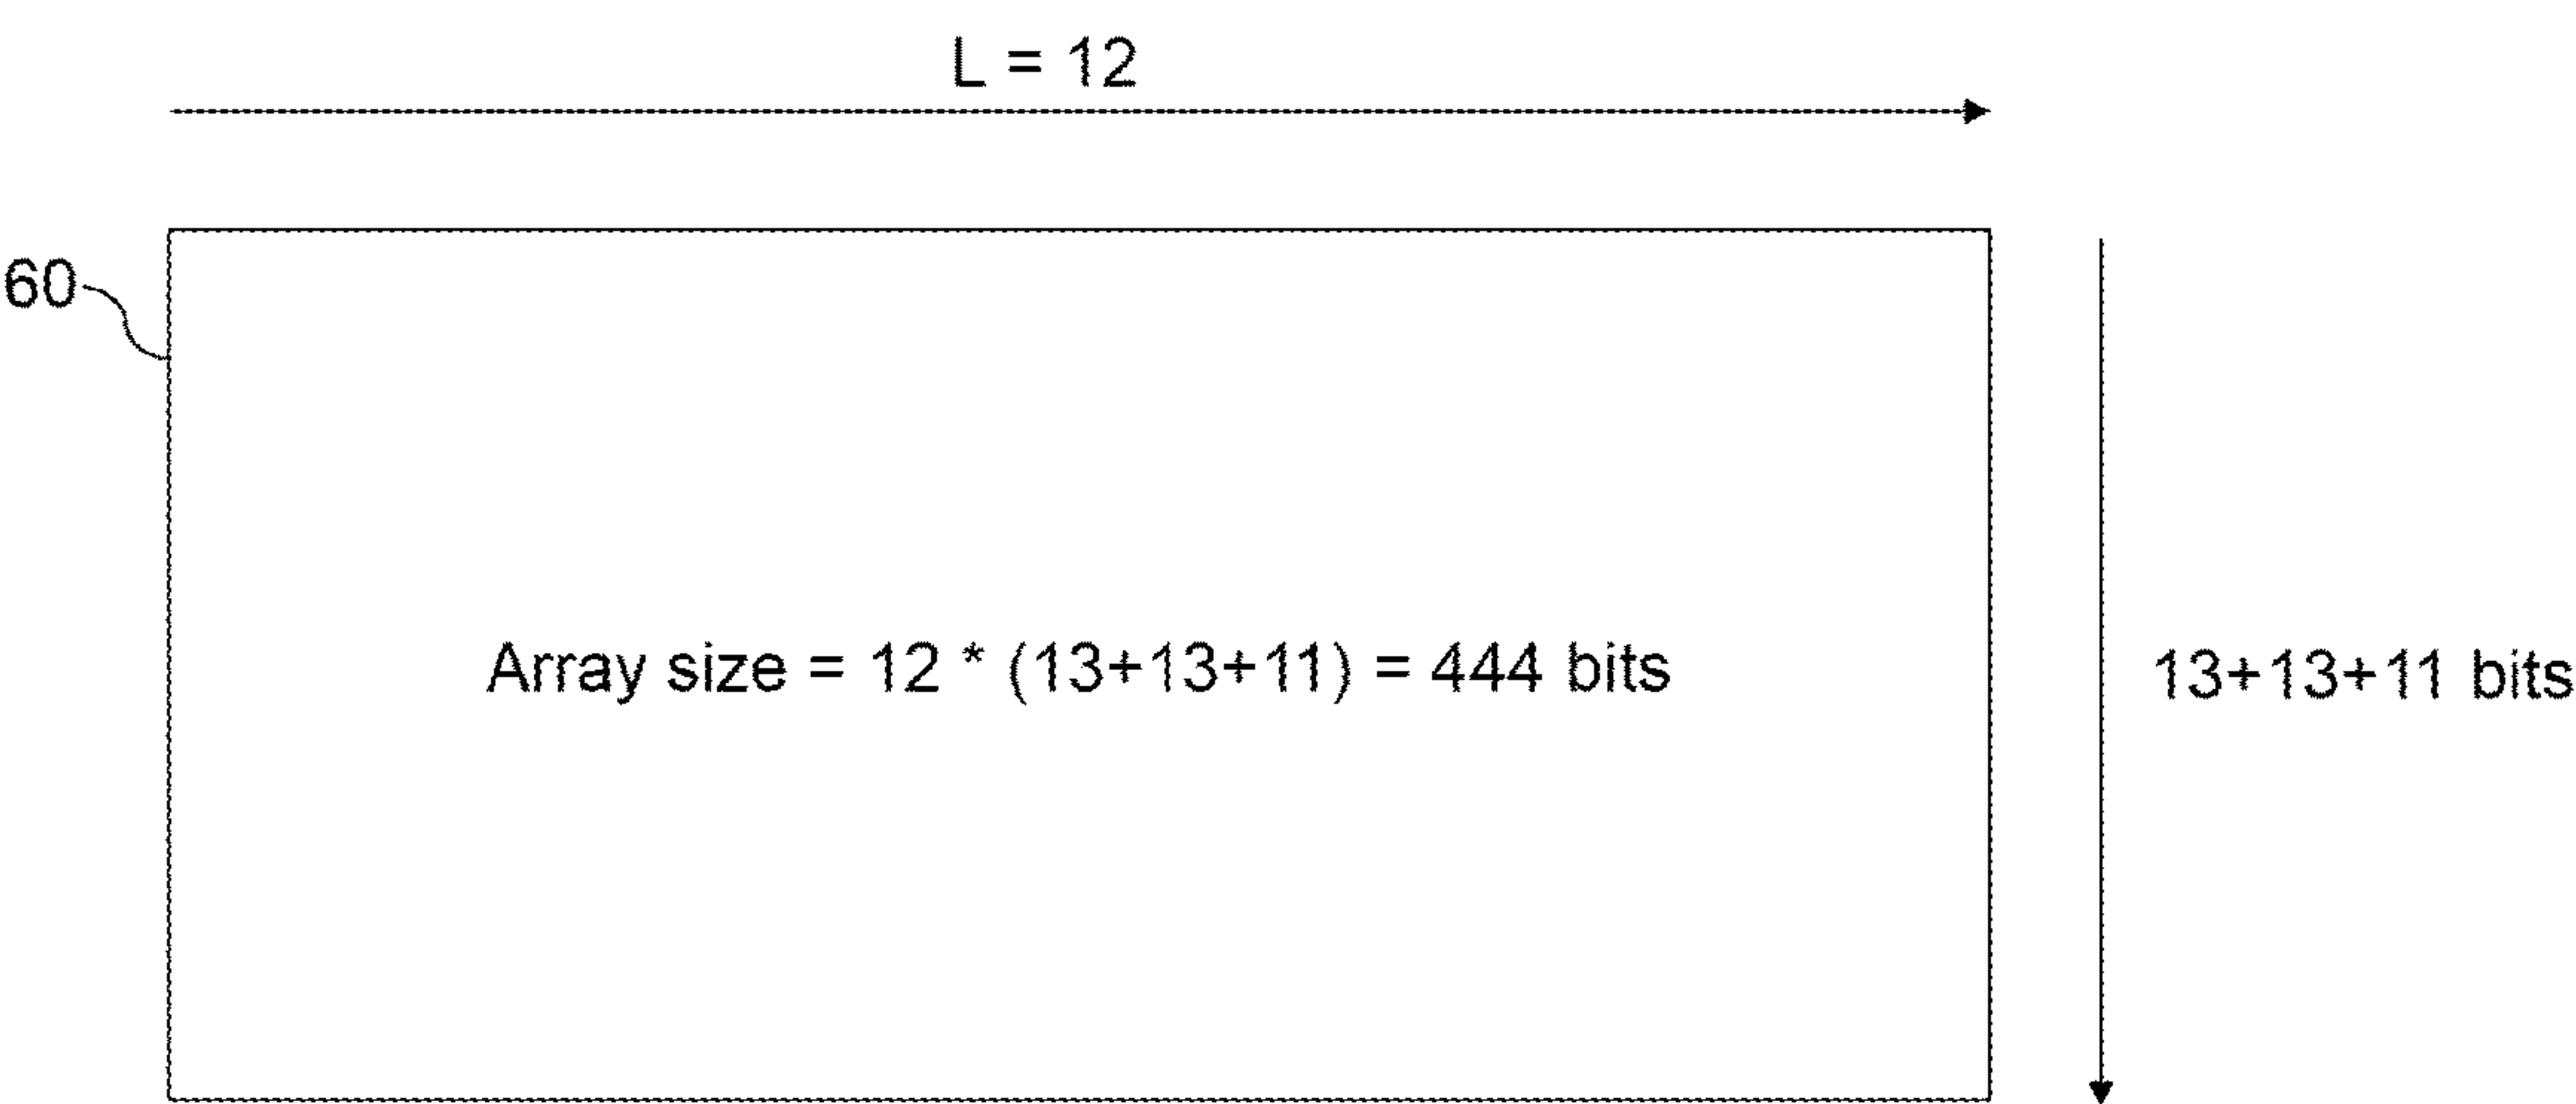 L = 12
60
Array size = 12 * (13+13+11) = 444 bits
13+13+11 bits